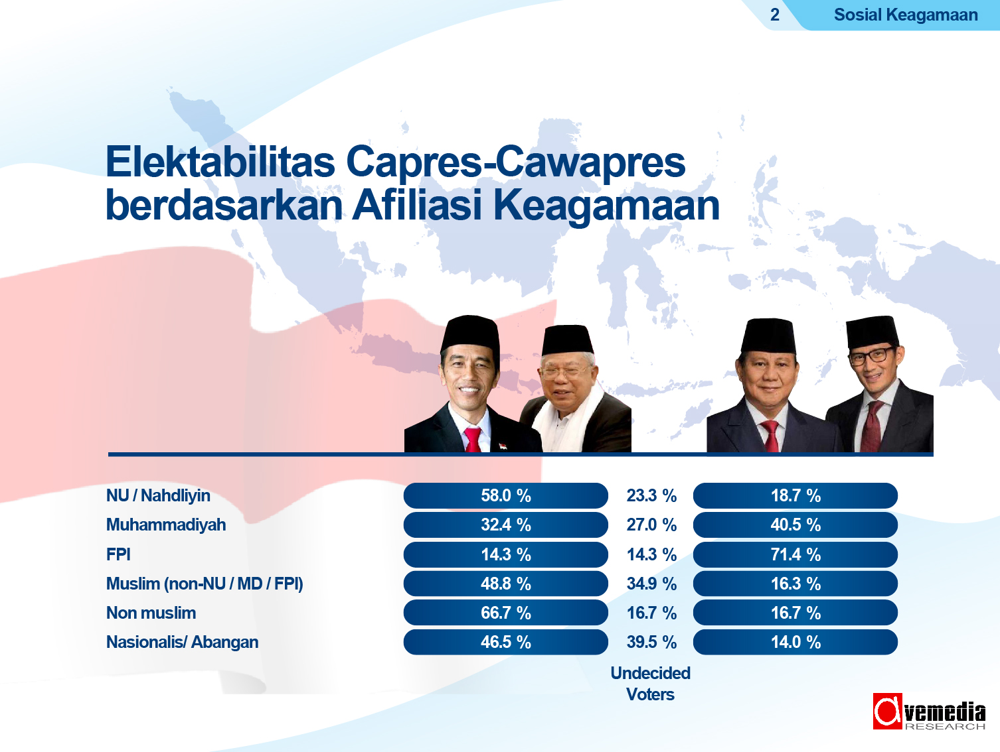 2 Sosial Keagamaan
Elektabilitas Capres-Cawapres
berdasarkan Afiliasi Keagamaan
NU / Nahdliyin 58.0 % 23.3 % 18.7 %
Muhammadiyah 32.4 % 27.0 % 40.5 %
FPI 14.3 % 14.3 % 71.4 %
Muslim (non-NU / MD / FPI) 48.8 % 34.9 % 16.3 %
Non muslim 66.7 % 16.7 % 16.7 %
Nasionalis/ Abangan 46.5 % 39.5 % 14.0 %
Undecided
Voters
avemedia
RESEARCH